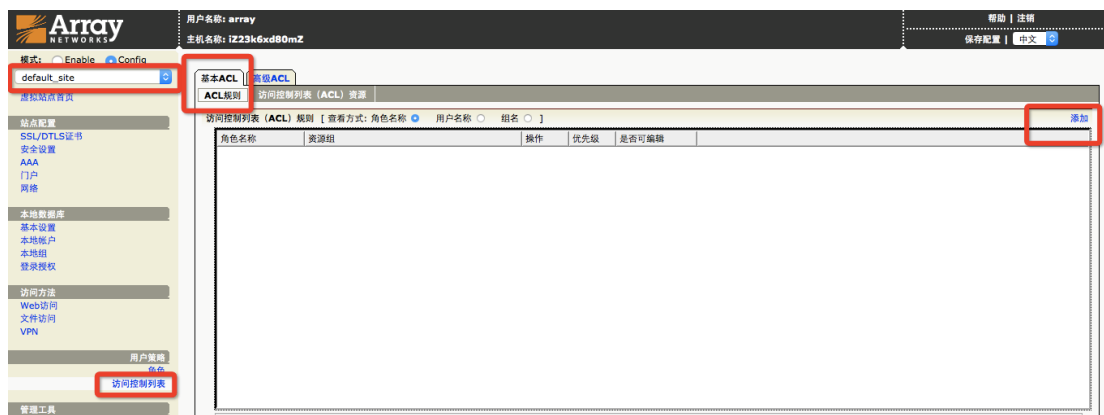 Array
NETWORKS
用户名称: array
主机名称: iZ23k6xd80mZ
帮助 | 注销
保存配置 | 中文
模式: Enable Config
default_site
虚拟站点首页
站点配置
SSL/DTLS证书
安全设置
AAA
门户
网络
本地数据库
基本设置
本地帐户
本地组
登录授权
访问方法
Web访问
文件访问
VPN
用户策略
角色
访问控制列表
管理工具
基本ACL 高级ACL
ACL规则 访问控制列表（ACL）资源
访问控制列表（ACL）规则 [ 查看方式: 角色名称 用户名称 组名 ]
添加
角色名称 资源组 操作 优先级 是否可编辑